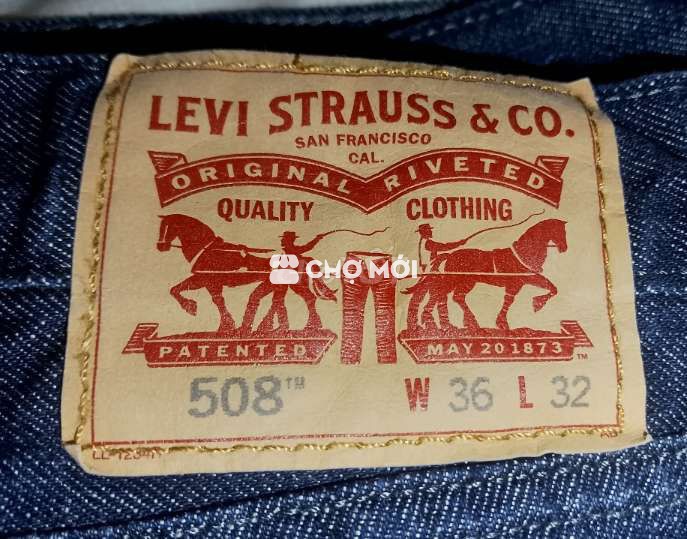 LEVI STRAUSS & CO.
SAN FRANCISCO
CAL.
ORIGINAL RIVETED
QUALITY CLOTHING
CHỢ MỚI
PATENTED MAY 20 1873 ™
508™ W 36 L 32